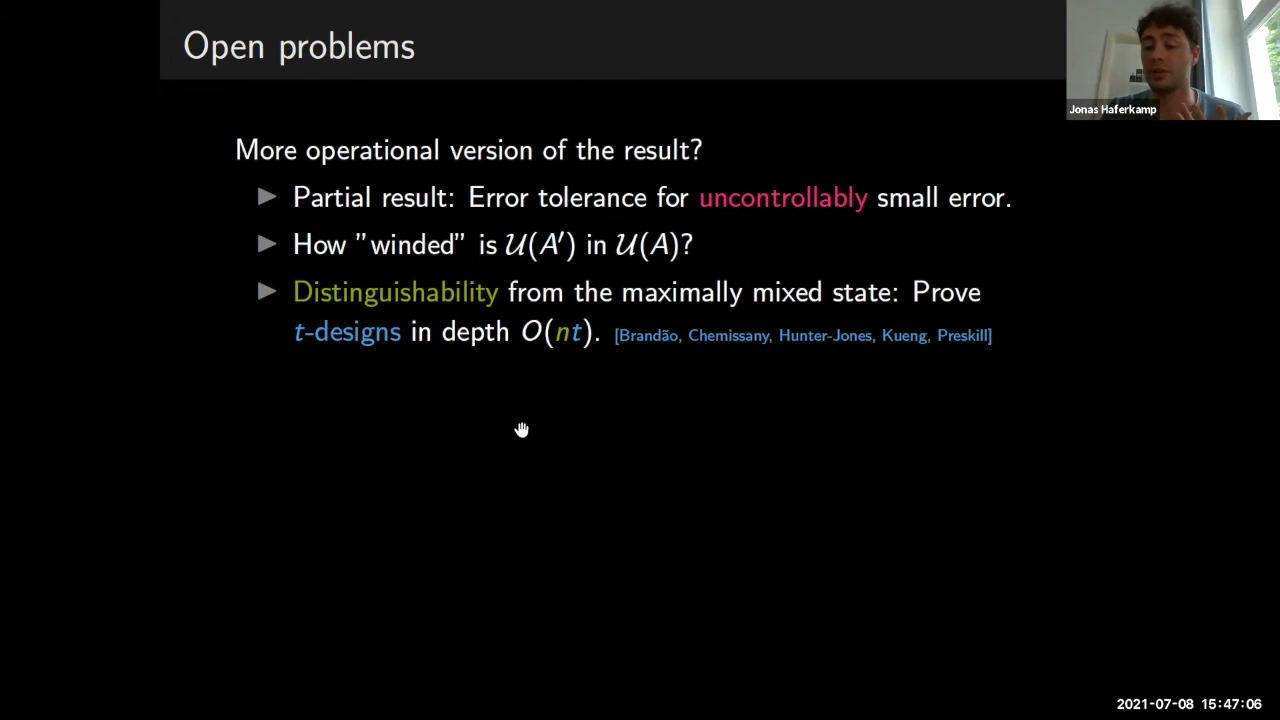 Open problems
Jonas Haferkamp
More operational version of the result?
Partial result: Error tolerance for uncontrollably small error.
How ”winded” is 𝒰(A′) in 𝒰(A)?
Distinguishability from the maximally mixed state: Prove
t-designs in depth O(nt). [Brandão, Chemissany, Hunter-Jones, Kueng, Preskill]
2021-07-08 15:47:06